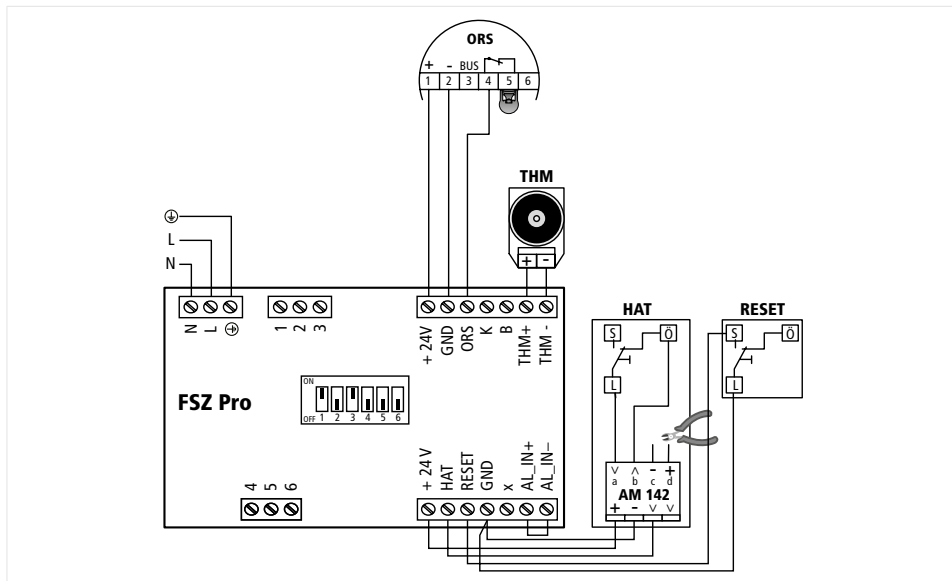 ORS
+ - BUS
1 2 3 4 5 6
THM
+ -
L
N
N L
1 2 3
+ 24V GND ORS K B THM+ THM -
FSZ Pro
ON
OFF 1 2 3 4 5 6
4 5 6
+ 24 V HAT RESET GND x AL_IN+ AL_IN–
HAT
S Ö
L
a b c d
- +
AM 142
+ -
RESET
S Ö
L